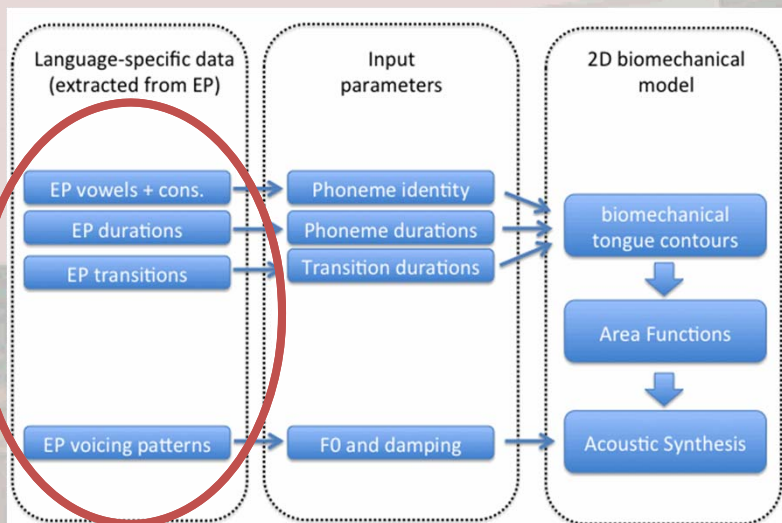 Language-specific data
(extracted from EP)
EP vowels + cons.
EP durations
EP transitions
EP voicing patterns
Input
parameters
Phoneme identity
Phoneme durations
Transition durations
F0 and damping
2D biomechanical
model
biomechanical
tongue contours
Area Functions
Acoustic Synthesis